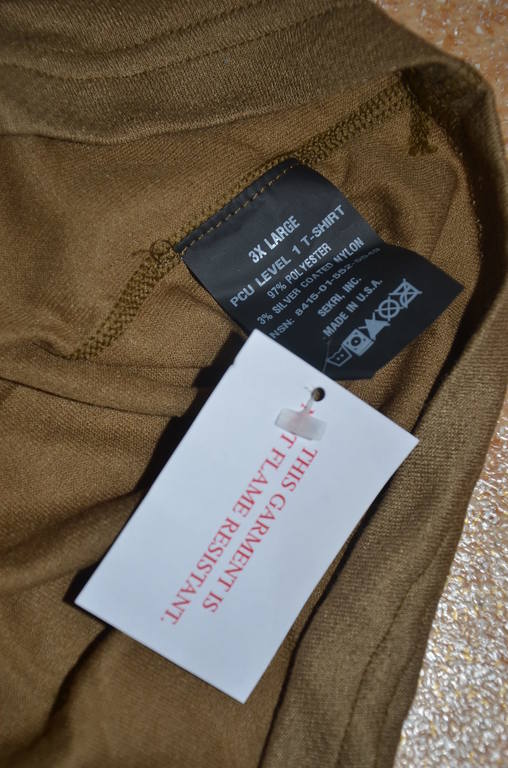 3X LARGE
PCU LEVEL 1 T-SHIRT
97% POLYESTER
3% SILVER COATED NYLON
NSN: 8415-01-552-
SEKRI, INC.
MADE IN U.S.A.
THIS GARMENT IS
FLAME RESISTANT.